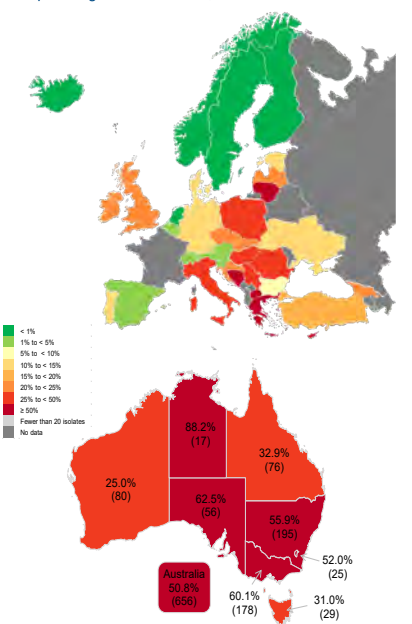 < 1%
1% to < 5%
5% to < 10%
10% to < 15%
15% to < 20%
20% to < 25%
25% to < 50%
≥ 50%
Fewer than 20 isolates
No data
88.2%
(17)
32.9%
(76)
25.0%
(80)
62.5%
(56)
55.9%
(195)
52.0%
(25)
Australia
50.8%
(656)
60.1%
(178)
31.0%
(29)